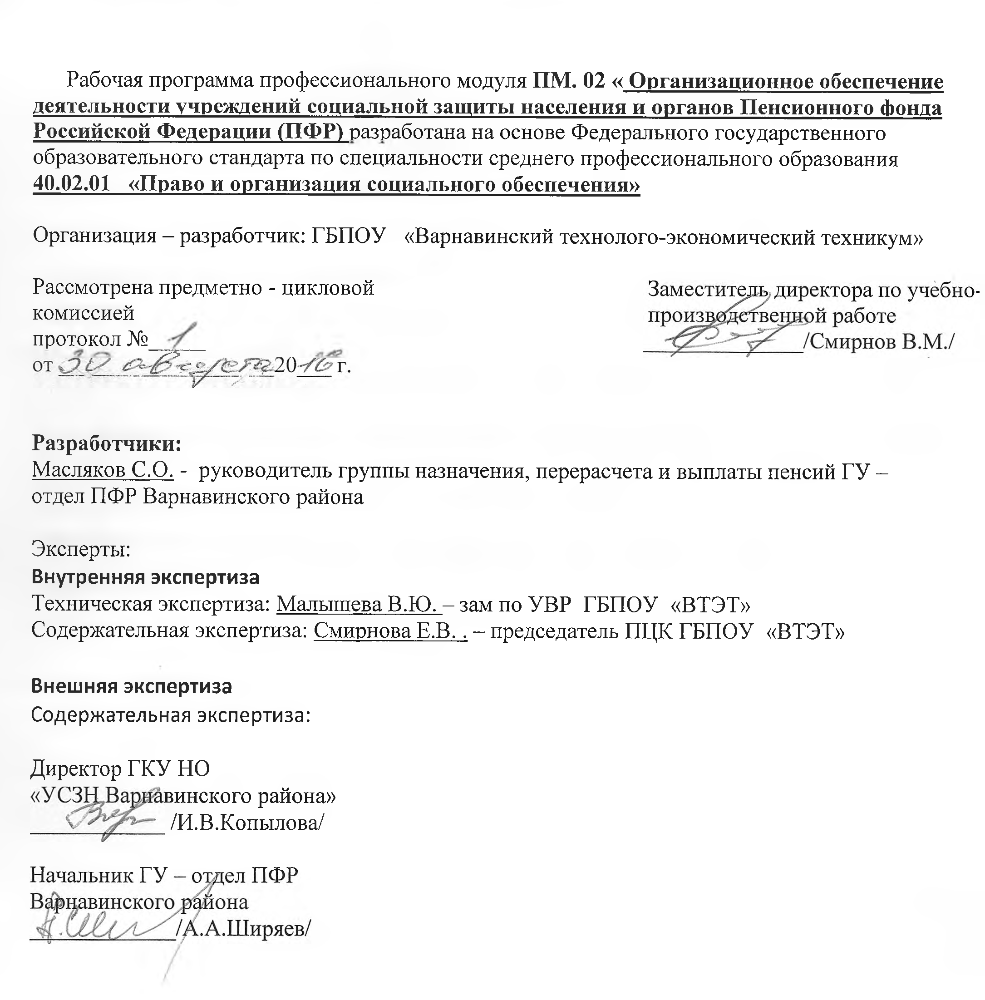 Рабочая программа профессионального модуля ПМ. 02 « Организационное обеспечение
деятельности учреждений социальной защиты населения и органов Пенсионного фонда
Российской Федерации (ПФР) разработана на основе Федерального государственного
образовательного стандарта по специальности среднего профессионального образования
40.02.01 «Право и организация социального обеспечения»
Организация – разработчик: ГБПОУ «Варнавинский технолого-экономический техникум»
Рассмотрена предметно - цикловой
комиссией
протокол № 1
от 30 августа 2016 г.
Заместитель директора по учебно-
производственной работе
/Смирнов В.М./
Разработчики:
Масляков С.О. - руководитель группы назначения, перерасчета и выплаты пенсий ГУ –
отдел ПФР Варнавинского района
Эксперты:
Внутренняя экспертиза
Техническая экспертиза: Малышева В.Ю. – зам по УВР ГБПОУ «ВТЭТ»
Содержательная экспертиза: Смирнова Е.В. . – председатель ПЦК ГБПОУ «ВТЭТ»
Внешняя экспертиза
Содержательная экспертиза:
Директор ГКУ НО
«УСЗН Варнавинского района»
/И.В.Копылова/
Начальник ГУ – отдел ПФР
Варнавинского района
/А.А.Ширяев/